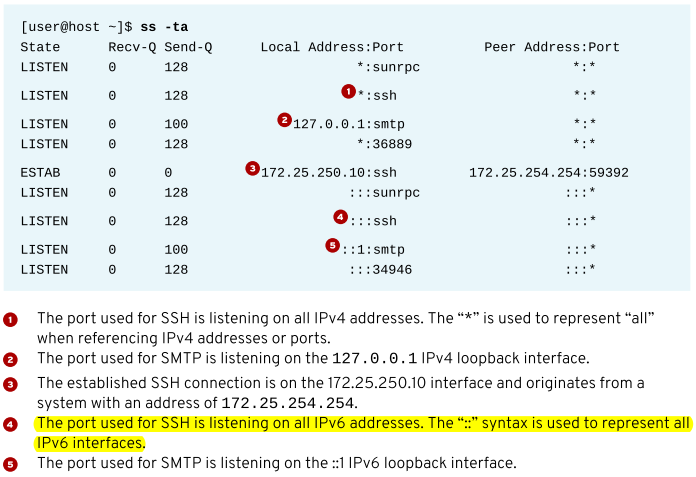 [user@host ~]$ ss -ta
State Recv-Q Send-Q Local Address:Port Peer Address:Port
LISTEN 0 128 *:sunrpc *:*
LISTEN 0 128 1 *:ssh *:*
LISTEN 0 100 2 127.0.0.1:smtp *:*
LISTEN 0 128 *:36889 *:*
ESTAB 0 0 3 172.25.250.10:ssh 172.25.254.254:59392
LISTEN 0 128 :::sunrpc :::*
LISTEN 0 128 4 :::ssh :::*
LISTEN 0 100 5 ::1:smtp :::*
LISTEN 0 128 :::34946 :::*
1 The port used for SSH is listening on all IPv4 addresses. The “*” is used to represent “all”
when referencing IPv4 addresses or ports.
2 The port used for SMTP is listening on the 127.0.0.1 IPv4 loopback interface.
3 The established SSH connection is on the 172.25.250.10 interface and originates from a
system with an address of 172.25.254.254.
4 The port used for SSH is listening on all IPv6 addresses. The “::” syntax is used to represent all
IPv6 interfaces.
5 The port used for SMTP is listening on the ::1 IPv6 loopback interface.